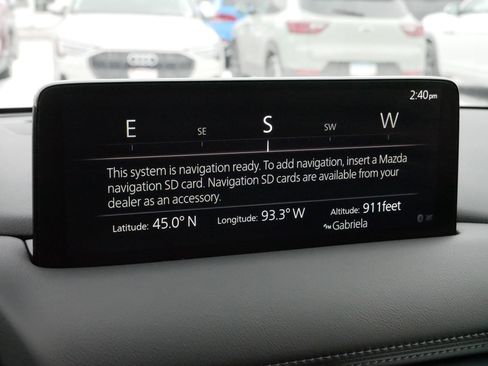 2:40pm
E SE S SW W
This system is navigation ready. To add navigation, insert a Mazda
navigation SD card. Navigation SD cards are available from your
dealer as an accessory.
Latitude: 45.0° N Longitude: 93.3° W Altitude: 911feet
Gabriela